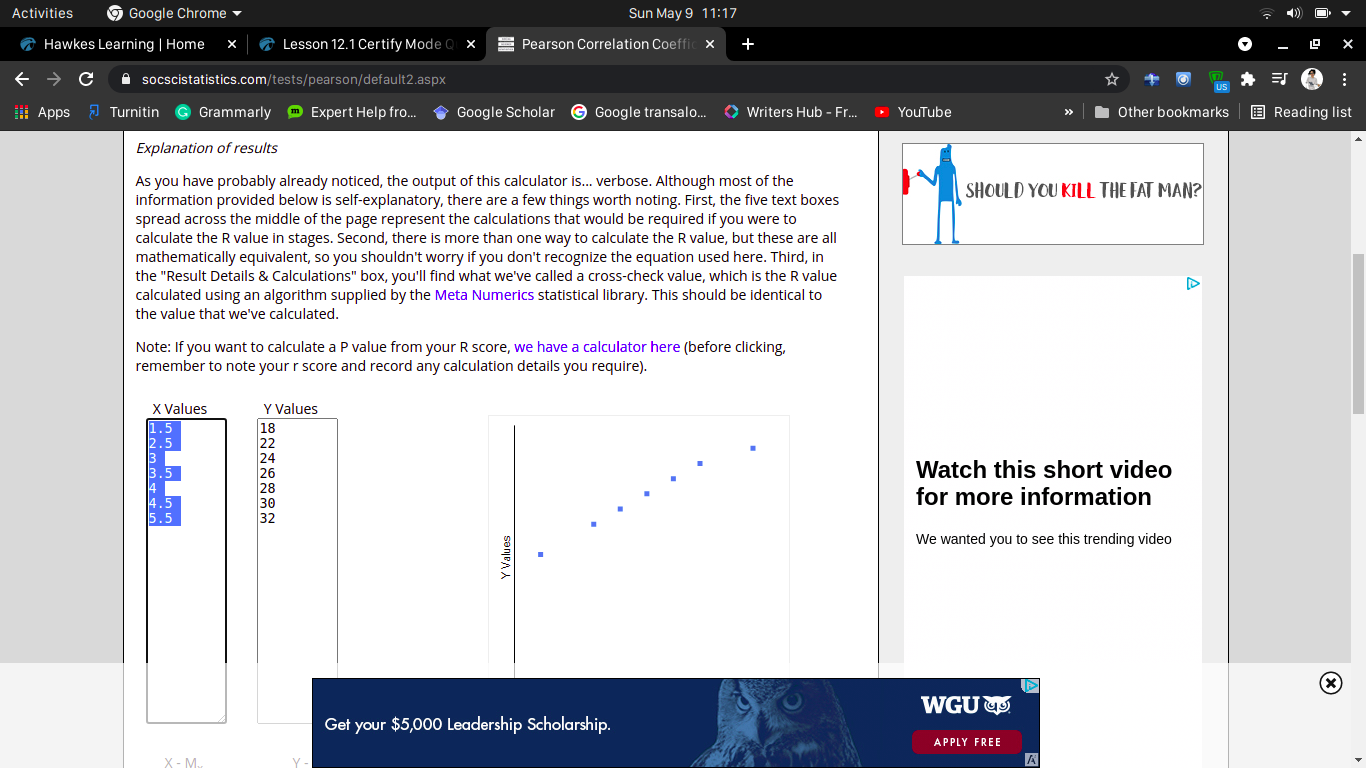 Activities
Google Chrome
Sun May 9 11:17
Hawkes Learning | Home
Lesson 12.1 Certify Mode Q
Pearson Correlation Coeffic
socscistatistics.com/tests/pearson/default2.aspx
US
Apps
Turnitin
Grammarly
Expert Help fro...
Google Scholar
Google transalo...
Writers Hub - Fr...
YouTube
»
Other bookmarks
Reading list
Explanation of results
As you have probably already noticed, the output of this calculator is... verbose. Although most of the
information provided below is self-explanatory, there are a few things worth noting. First, the five text boxes
spread across the middle of the page represent the calculations that would be required if you were to
calculate the R value in stages. Second, there is more than one way to calculate the R value, but these are all
mathematically equivalent, so you shouldn't worry if you don't recognize the equation used here. Third, in
the "Result Details & Calculations" box, you'll find what we've called a cross-check value, which is the R value
calculated using an algorithm supplied by the Meta Numerics statistical library. This should be identical to
the value that we've calculated.
Note: If you want to calculate a P value from your R score, we have a calculator here (before clicking,
remember to note your r score and record any calculation details you require).
X Values
Y Values
1.5
2.5
3
3.5
4
4.5
5.5
18
22
24
26
28
30
32
Y Values
X - M..
Y -
SHOULD YOU KILL THE FAT MAN?
Watch this short video
for more information
We wanted you to see this trending video
Get your $5,000 Leadership Scholarship.
WGU
APPLY FREE